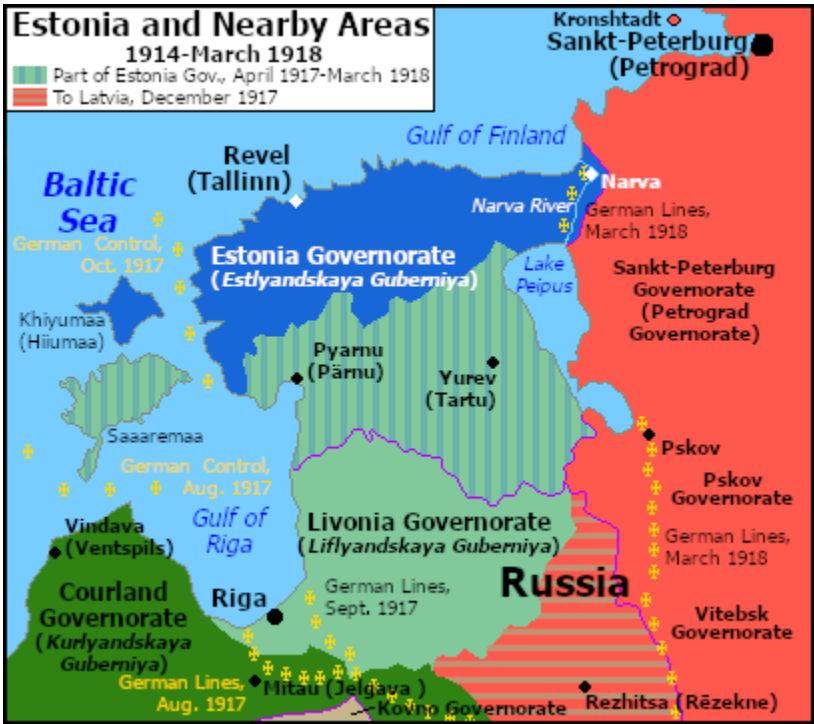 Estonia and Nearby Areas
1914-March 1918
Part of Estonia Gov., April 1917-March 1918
To Latvia, December 1917
Kronshtadt
Sankt-Peterburg
(Petrograd)
Gulf of Finland
Revel
(Tallinn)
Baltic
Sea
Narva
Narva River
German Lines,
March 1918
German Control,
Oct. 1917
Estonia Governorate
(Estlyandskaya Guberniya)
Lake
Peipus
Sankt-Peterburg
Governorate
(Petrograd
Governorate)
Khiyumaa
(Hiiumaa)
Pyarnu
(Pärnu)
Yurev
(Tartu)
Saaaremaa
Pskov
German Control,
Aug. 1917
Pskov
Governorate
Gulf of
Riga
Livonia Governorate
(Liflyandskaya Guberniya)
Vindava
(Ventspils)
German Lines,
March 1918
Russia
Courland
Governorate
(Kurlyandskaya
Guberniya)
Riga
German Lines,
Sept. 1917
Vitebsk
Governorate
German Lines,
Aug. 1917
Mitau (Jelgava )
Rezhitsa (Rēzekne)
Kovno Governorate